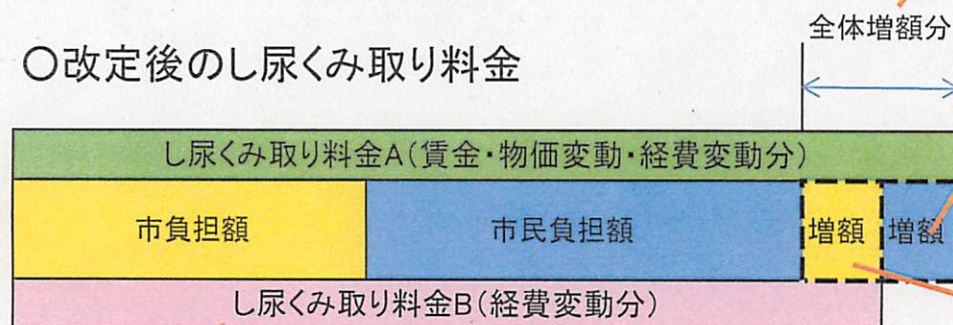 全体増額分
〇改定後のし尿くみ取り料金
し尿くみ取り料金A(賃金・物価変動・経費変動分)
市負担額
市民負担額
増額
増額
し尿くみ取り料金B(経費変動分)